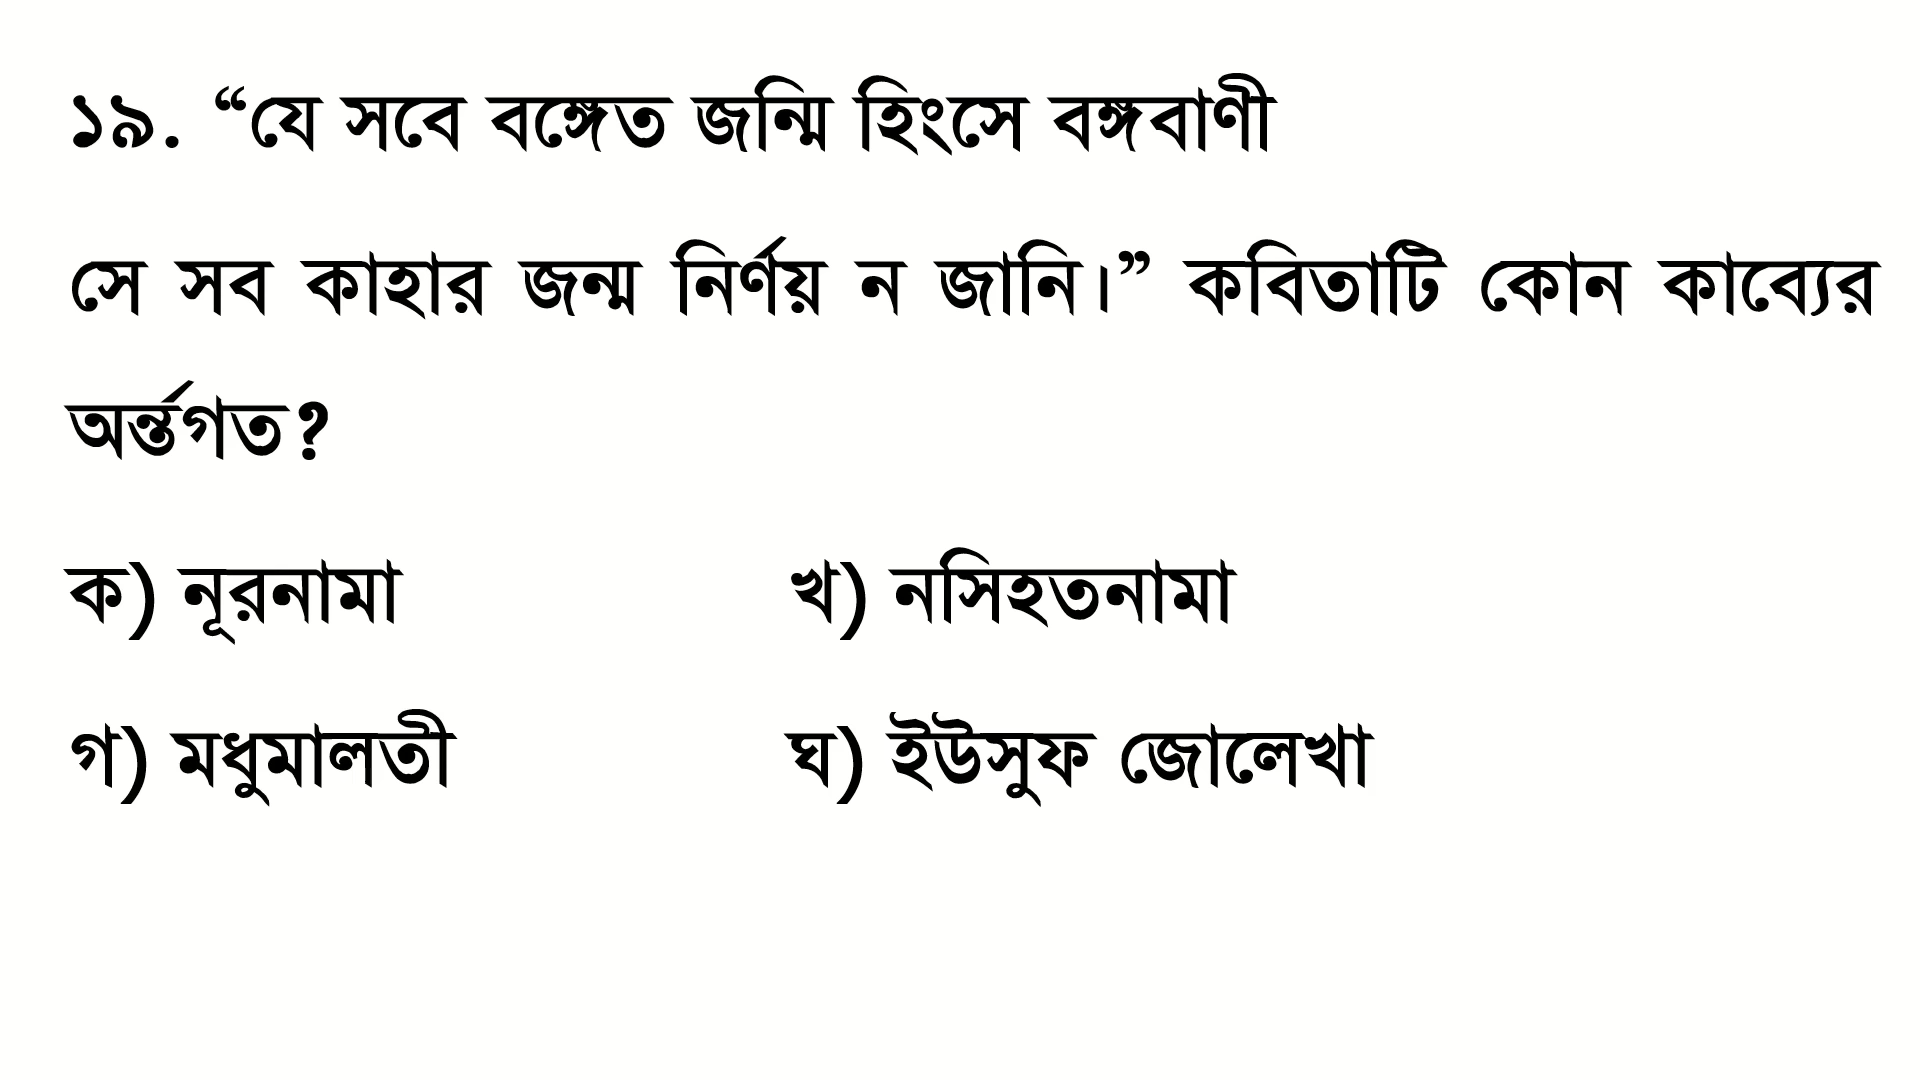 ১৯. “যে সবে বঙ্গেত জন্মি হিংসে বঙ্গবাণী
সে সব কাহার জন্ম নির্ণয় ন জানি।” কবিতাটি কোন কাব্যের
অর্ন্তগত?
ক) নূরনামা খ) নসিহতনামা
গ) মধুমালতী ঘ) ইউসুফ জোলেখা